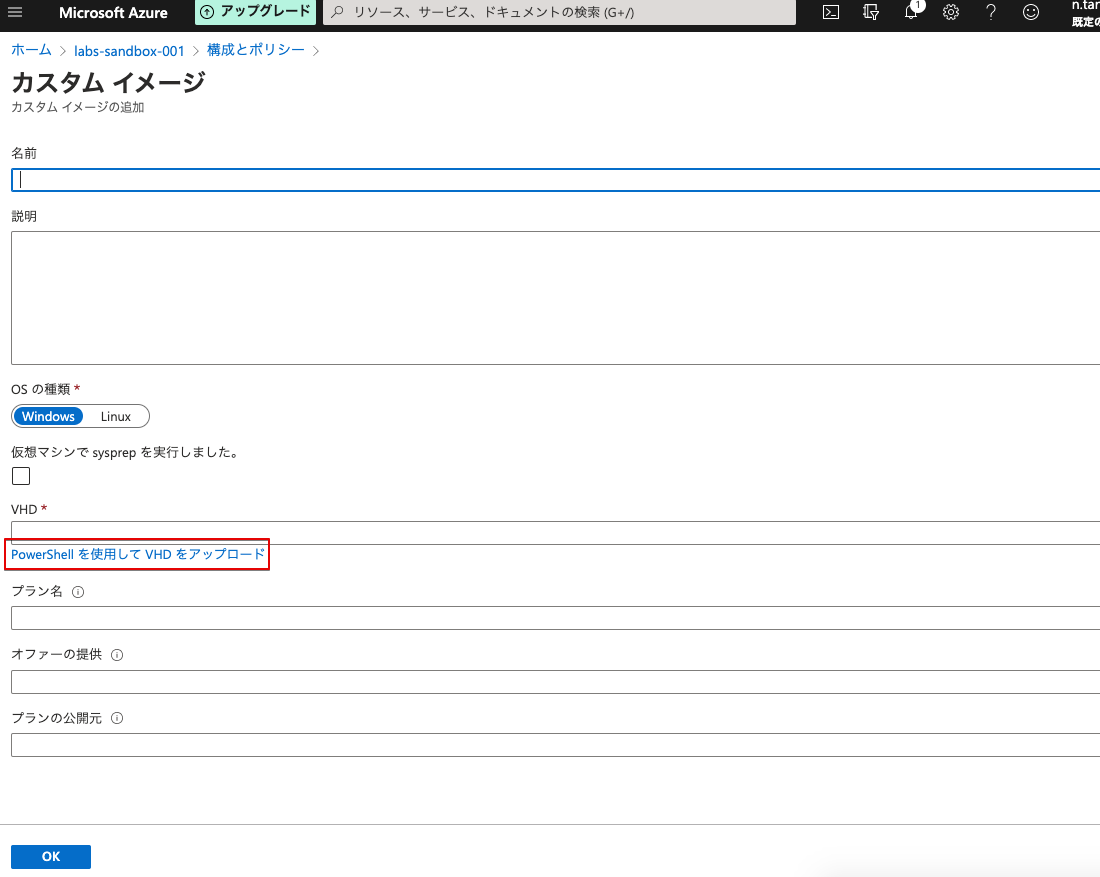 Microsoft Azure アップグレード リソース、サービス、ドキュメントの検索 (G+/) 1 n.tar
既定の
ホーム > labs-sandbox-001 > 構成とポリシー >
カスタム イメージ
カスタム イメージの追加
名前
説明
OS の種類 *
Windows Linux
仮想マシンで sysprep を実行しました。
VHD *
PowerShell を使用して VHD をアップロード
プラン名
オファーの提供
プランの公開元
OK